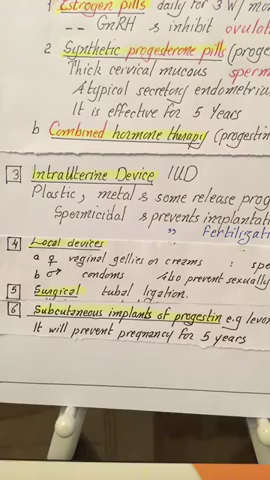 1 Estrogen pills daily for 3 W/
-- GnRH & inhibit
2 Synthetic progesterone pills
Thick cervical mucous
Atypical secretory
It is effective for 5 Years
b Combined hormone therapy
3 Intrauterine Device IUD
Plastic, metal & some release
Spermicidal & prevents
"
4 Local devices
a ♀ vaginal gellies or creams :
b ♂ condoms Also prevent sexually
5 Surgical tubal ligation.
6 Subcutaneous implants of progestin e.g
It will prevent pregnancy for 5 years